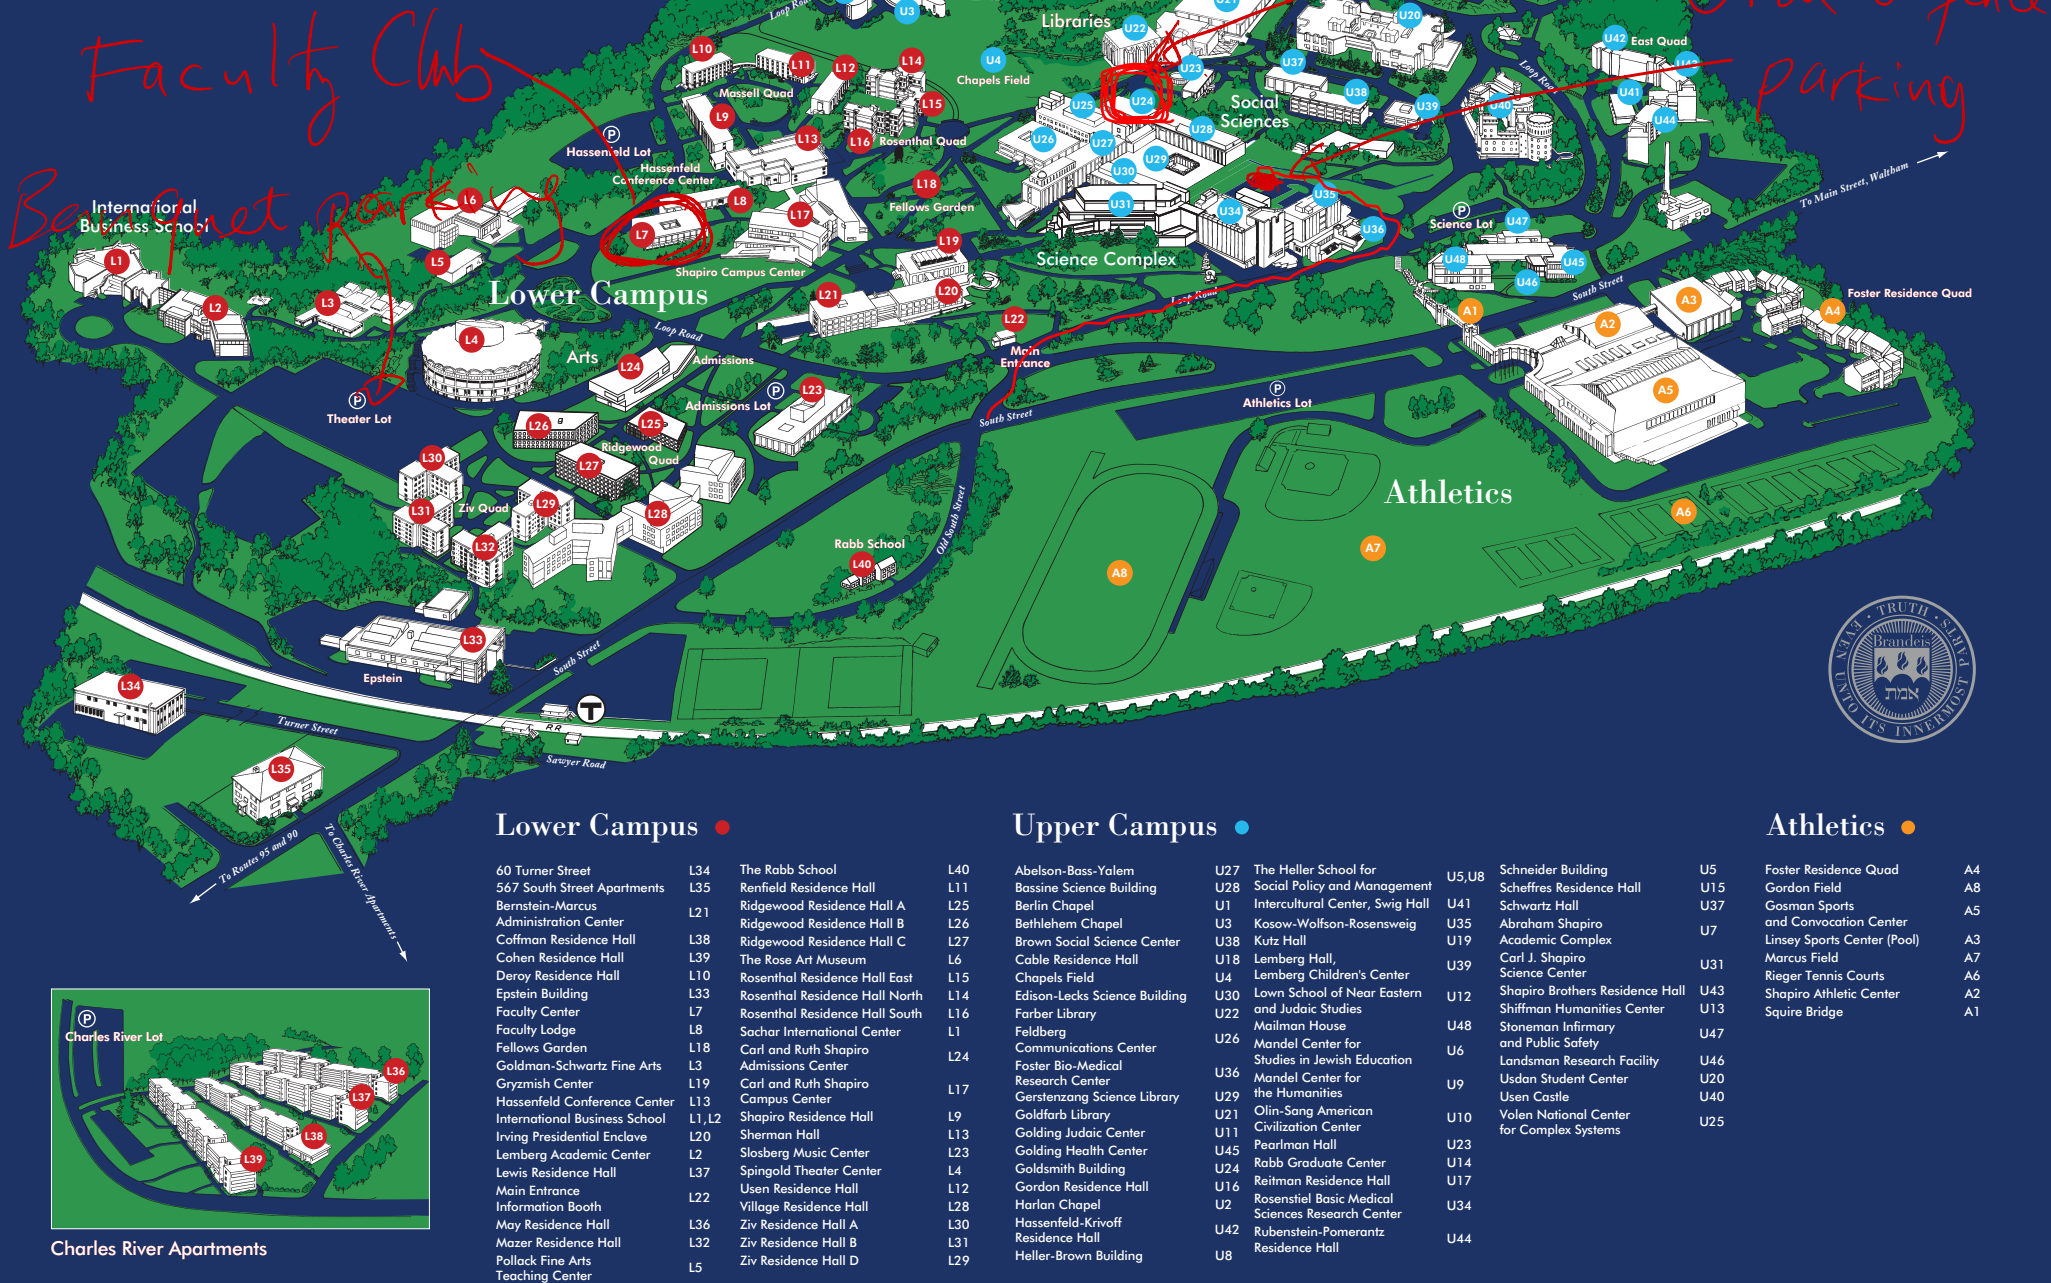 Loop Road
U3
Libraries
U22
U21
U20
U42
East Quad
U43
Faculty Club
L10
L11
L12
L14
U4
Chapels Field
U23
U37
Loop Road
parking
Massell Quad
L15
U25
U24
Social
Sciences
U38
U39
U40
U41
U44
L9
P
Hassenfeld Lot
L13
L16
Rosenthal Quad
U26
U27
U28
U29
U30
To Main Street, Waltham
Hassenfeld
Conference Center
L18
Fellows Garden
Banquet parking
International
Business School
L6
L8
L17
L7
U31
U34
U35
U36
P
Science Lot
U47
L1
L5
Shapiro Campus Center
L19
Science Complex
U48
U45
U46
South Street
L2
L3
Lower Campus
L21
L20
Loop Road
A1
A2
A3
A4
Foster Residence Quad
L4
Arts
Loop Road
L22
Main
Entrance
L24
Admissions
P
Theater Lot
Admissions Lot
P
L23
South Street
P
Athletics Lot
A5
L26
L25
Ridgewood
Quad
L30
L27
Athletics
L31
Ziv Quad
L29
L28
Old South Street
A6
L32
Rabb School
L40
A8
A7
L33
Epstein
South Street
TRUTH · EVEN UNTO ITS INNERMOST PARTS
Brandeis
אמת
L34
T
Turner Street
RR
Sawyer Road
L35
To Routes 95 and 90
To Charles River Apartments
Lower Campus
60 Turner Street L34
567 South Street Apartments L35
Bernstein-Marcus
Administration Center L21
Coffman Residence Hall L38
Cohen Residence Hall L39
Deroy Residence Hall L10
Epstein Building L33
Faculty Center L7
Faculty Lodge L8
Fellows Garden L18
Goldman-Schwartz Fine Arts L3
Gryzmish Center L19
Hassenfeld Conference Center L13
International Business School L1,L2
Irving Presidential Enclave L20
Lemberg Academic Center L2
Lewis Residence Hall L37
Main Entrance
Information Booth L22
May Residence Hall L36
Mazer Residence Hall L32
Pollack Fine Arts
Teaching Center L5
The Rabb School L40
Renfield Residence Hall L11
Ridgewood Residence Hall A L25
Ridgewood Residence Hall B L26
Ridgewood Residence Hall C L27
The Rose Art Museum L6
Rosenthal Residence Hall East L15
Rosenthal Residence Hall North L14
Rosenthal Residence Hall South L16
Sachar International Center L1
Carl and Ruth Shapiro
Admissions Center L24
Carl and Ruth Shapiro
Campus Center L17
Shapiro Residence Hall L9
Sherman Hall L13
Slosberg Music Center L23
Spingold Theater Center L4
Usen Residence Hall L12
Village Residence Hall L28
Ziv Residence Hall A L30
Ziv Residence Hall B L31
Ziv Residence Hall D L29
Upper Campus
Abelson-Bass-Yalem U27
Bassine Science Building U28
Berlin Chapel U1
Bethlehem Chapel U3
Brown Social Science Center U38
Cable Residence Hall U18
Chapels Field U4
Edison-Lecks Science Building U30
Farber Library U22
Feldberg
Communications Center U26
Foster Bio-Medical
Research Center U36
Gerstenzang Science Library U29
Goldfarb Library U21
Golding Judaic Center U11
Golding Health Center U45
Goldsmith Building U24
Gordon Residence Hall U16
Harlan Chapel U2
Hassenfeld-Krivoff
Residence Hall U42
Heller-Brown Building U8
The Heller School for
Social Policy and Management U5,U8
Intercultural Center, Swig Hall U41
Kosow-Wolfson-Rosensweig U35
Kutz Hall U19
Lemberg Hall,
Lemberg Children's Center U39
Lown School of Near Eastern
and Judaic Studies U12
Mailman House U48
Mandel Center for
Studies in Jewish Education U6
Mandel Center for
the Humanities U9
Olin-Sang American
Civilization Center U10
Pearlman Hall U23
Rabb Graduate Center U14
Reitman Residence Hall U17
Rosenstiel Basic Medical
Sciences Research Center U34
Rubenstein-Pomerantz
Residence Hall U44
Schneider Building U5
Scheffres Residence Hall U15
Schwartz Hall U37
Abraham Shapiro
Academic Complex U7
Carl J. Shapiro
Science Center U31
Shapiro Brothers Residence Hall U43
Shiffman Humanities Center U13
Stoneman Infirmary
and Public Safety U47
Landsman Research Facility U46
Usdan Student Center U20
Usen Castle U40
Volen National Center
for Complex Systems U25
Athletics
Foster Residence Quad A4
Gordon Field A8
Gosman Sports
and Convocation Center A5
Linsey Sports Center (Pool) A3
Marcus Field A7
Rieger Tennis Courts A6
Shapiro Athletic Center A2
Squire Bridge A1
P
Charles River Lot
L36
L37
L38
L39
Charles River Apartments